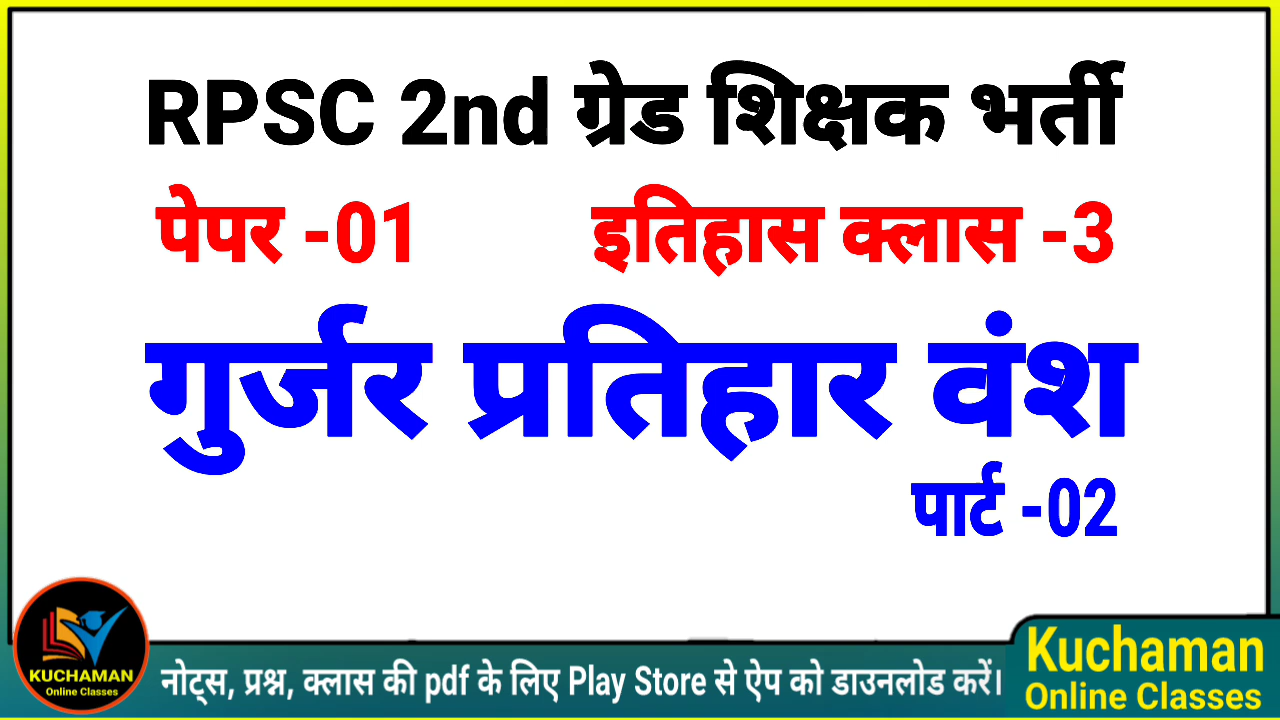 RPSC 2nd ग्रेड शिक्षक भर्ती
पेपर -01 इतिहास क्लास -3
गुर्जर प्रतिहार वंश
पार्ट -02
KUCHAMAN
Online Classes
नोट्स, प्रश्न, क्लास की pdf के लिए Play Store से ऐप को डाउनलोड करें।
Kuchaman
Online Classes